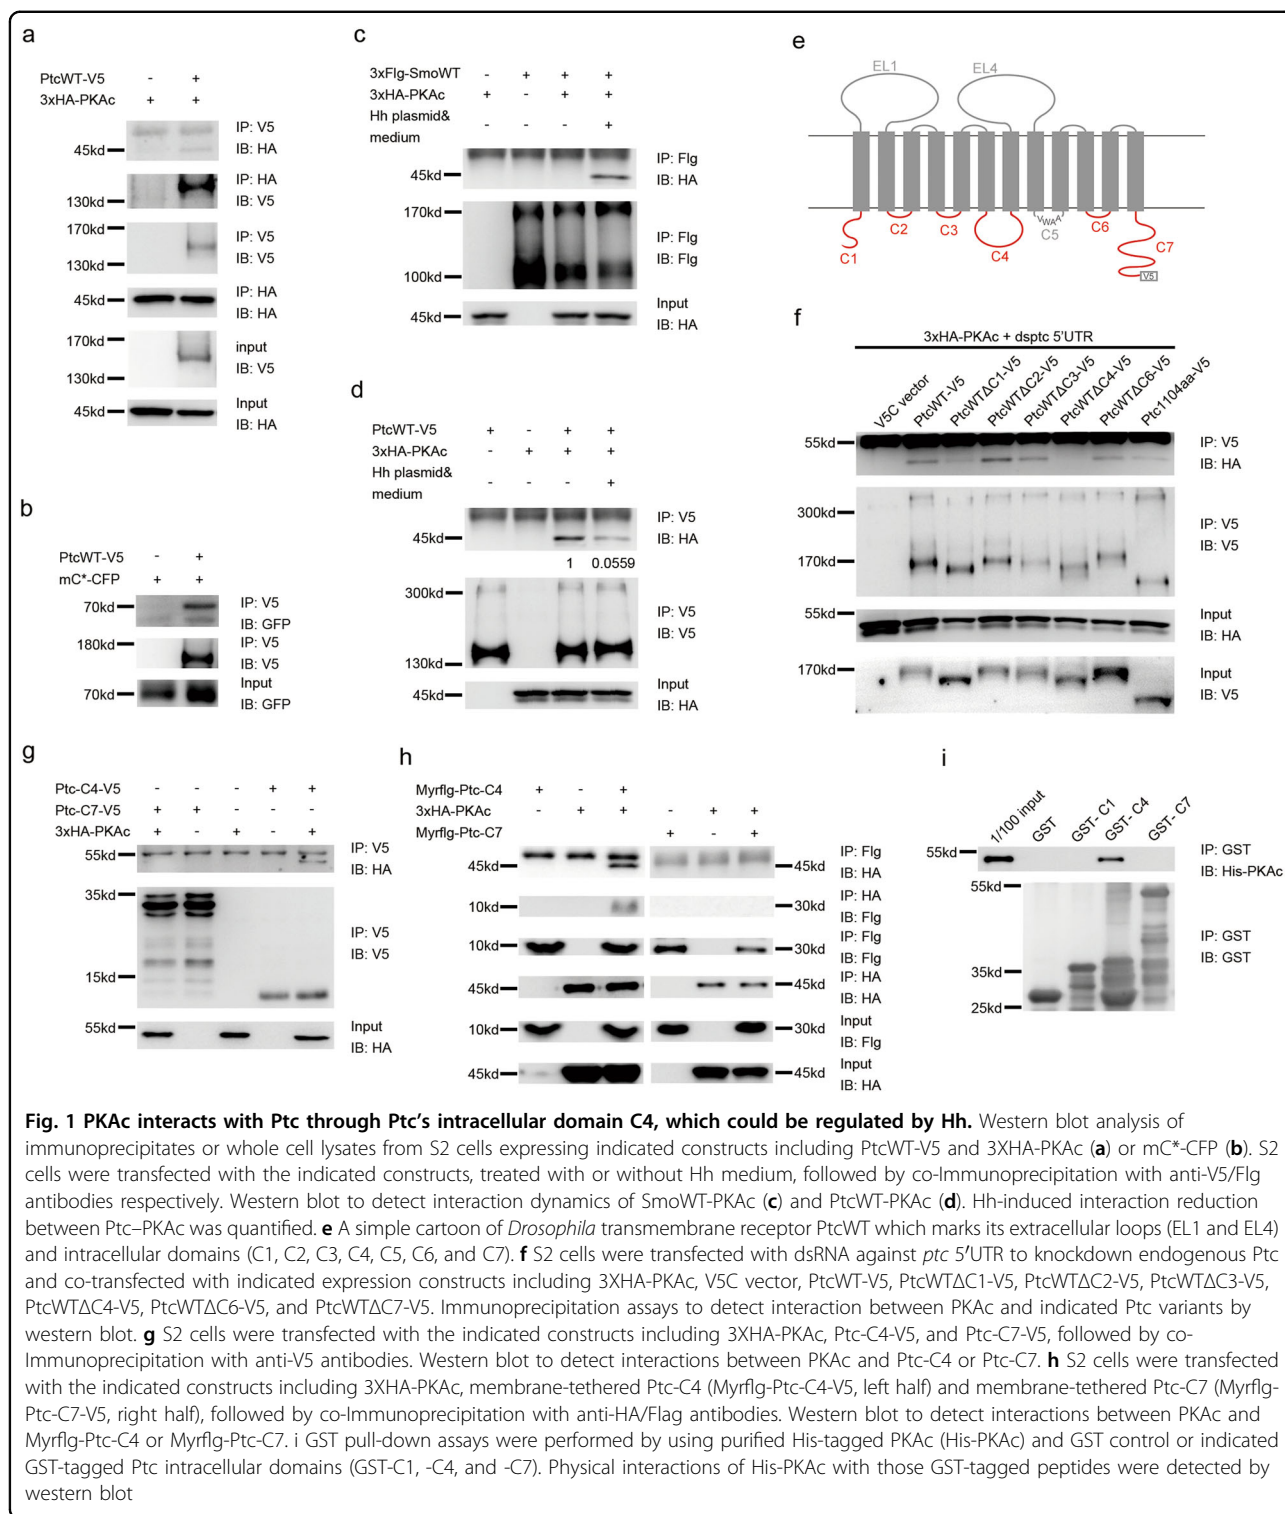 a
PtcWT-V5 - +
3xHA-PKAc + +
IP: V5
45kd IB: HA
IP: HA
130kd IB: V5
170kd IP: V5
130kd IB: V5
45kd IP: HA
IB: HA
170kd input
130kd IB: V5
45kd Input
IB: HA
b
PtcWT-V5 - +
mC*-CFP + +
70kd IP: V5
IB: GFP
180kd IP: V5
IB: V5
70kd Input
IB: GFP
c
3xFlg-SmoWT - + + +
3xHA-PKAc + - + +
Hh plasmid&
medium - - - +
IP: Flg
45kd IB: HA
170kd IP: Flg
100kd IB: Flg
45kd Input
IB: HA
d
PtcWT-V5 + - + +
3xHA-PKAc - + + +
Hh plasmid&
medium - - - +
IP: V5
45kd IB: HA
1 0.0559
300kd IP: V5
130kd IB: V5
45kd Input
IB: HA
e
EL1 EL4
C1 C2 C3 C4 VWAA C5 C6 C7
V5
f
3xHA-PKAc + dsptc 5'UTR
V5C vector PtcWT-V5 PtcWTΔC1-V5 PtcWTΔC2-V5 PtcWTΔC3-V5 PtcWTΔC4-V5 PtcWTΔC6-V5 Ptc1104aa-V5
55kd IP: V5
IB: HA
300kd IP: V5
170kd IB: V5
55kd Input
IB: HA
170kd Input
IB: V5
g
Ptc-C4-V5 - - - + +
Ptc-C7-V5 + + - - -
3xHA-PKAc + - + - +
55kd IP: V5
IB: HA
35kd IP: V5
15kd IB: V5
55kd Input
IB: HA
h
Myrflg-Ptc-C4 + - +
3xHA-PKAc - + + - + +
Myrflg-Ptc-C7 + - +
45kd 45kd IP: Flg
IB: HA
10kd 30kd IP: HA
IB: Flg
10kd 30kd IP: Flg
IB: Flg
45kd 45kd IP: HA
IB: HA
10kd 30kd Input
IB: Flg
45kd 45kd Input
IB: HA
i
1/100 input GST GST- C1 GST- C4 GST- C7
55kd IP: GST
IB: His-PKAc
55kd
35kd IP: GST
25kd IB: GST
Fig. 1 PKAc interacts with Ptc through Ptc's intracellular domain C4, which could be regulated by Hh. Western blot analysis of
immunoprecipitates or whole cell lysates from S2 cells expressing indicated constructs including PtcWT-V5 and 3XHA-PKAc (a) or mC*-CFP (b). S2
cells were transfected with the indicated constructs, treated with or without Hh medium, followed by co-Immunoprecipitation with anti-V5/Flg
antibodies respectively. Western blot to detect interaction dynamics of SmoWT-PKAc (c) and PtcWT-PKAc (d). Hh-induced interaction reduction
between Ptc–PKAc was quantified. e A simple cartoon of Drosophila transmembrane receptor PtcWT which marks its extracellular loops (EL1 and EL4)
and intracellular domains (C1, C2, C3, C4, C5, C6, and C7). f S2 cells were transfected with dsRNA against ptc 5′UTR to knockdown endogenous Ptc
and co-transfected with indicated expression constructs including 3XHA-PKAc, V5C vector, PtcWT-V5, PtcWTΔC1-V5, PtcWTΔC2-V5, PtcWTΔC3-V5,
PtcWTΔC4-V5, PtcWTΔC6-V5, and PtcWTΔC7-V5. Immunoprecipitation assays to detect interaction between PKAc and indicated Ptc variants by
western blot. g S2 cells were transfected with the indicated constructs including 3XHA-PKAc, Ptc-C4-V5, and Ptc-C7-V5, followed by co-
Immunoprecipitation with anti-V5 antibodies. Western blot to detect interactions between PKAc and Ptc-C4 or Ptc-C7. h S2 cells were transfected
with the indicated constructs including 3XHA-PKAc, membrane-tethered Ptc-C4 (Myrflg-Ptc-C4-V5, left half) and membrane-tethered Ptc-C7 (Myrflg-
Ptc-C7-V5, right half), followed by co-Immunoprecipitation with anti-HA/Flag antibodies. Western blot to detect interactions between PKAc and
Myrflg-Ptc-C4 or Myrflg-Ptc-C7. i GST pull-down assays were performed by using purified His-tagged PKAc (His-PKAc) and GST control or indicated
GST-tagged Ptc intracellular domains (GST-C1, -C4, and -C7). Physical interactions of His-PKAc with those GST-tagged peptides were detected by
western blot